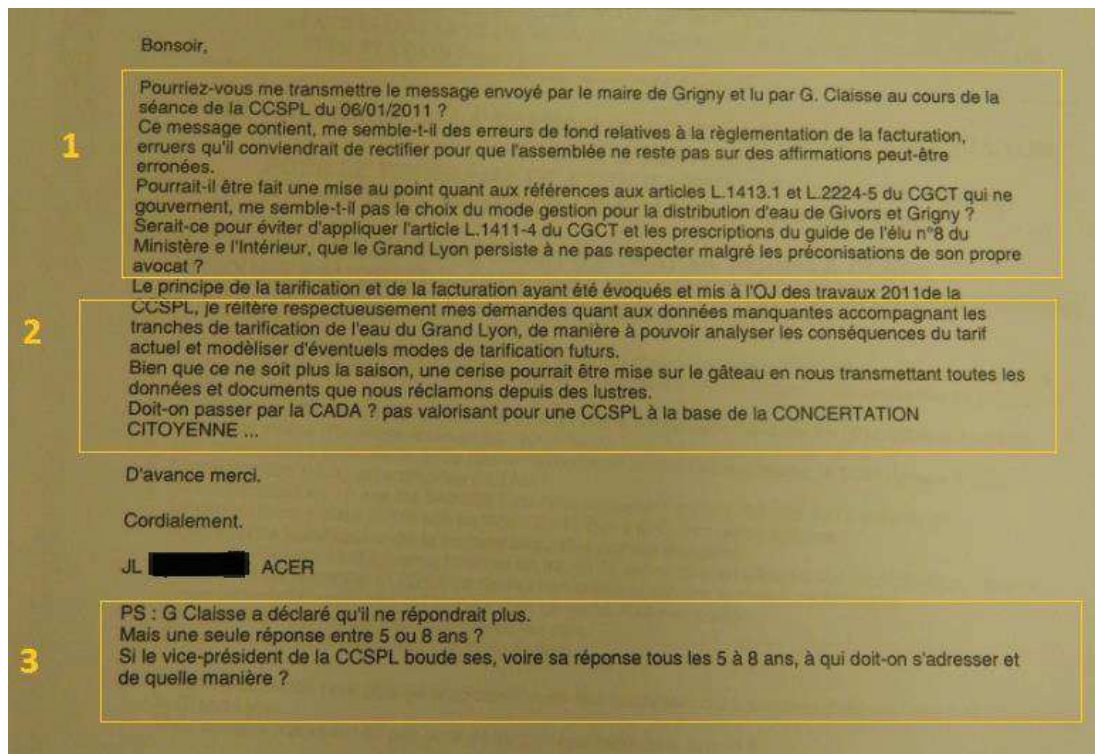 Bonsoir,
Pourriez-vous me transmettre le message envoyé par le maire de Grigny et lu par G. Claisse au cours de la
séance de la CCSPL du 06/01/2011 ?
1
Ce message contient, me semble-t-il des erreurs de fond relatives à la règlementation de la facturation,
erruers qu'il conviendrait de rectifier pour que l'assemblée ne reste pas sur des affirmations peut-être
erronées.
Pourrait-il être fait une mise au point quant aux références aux articles L.1413.1 et L.2224-5 du CGCT qui ne
gouvernent, me semble-t-il pas le choix du mode gestion pour la distribution d'eau de Givors et Grigny ?
Serait-ce pour éviter d'appliquer l'article L.1411-4 du CGCT et les prescriptions du guide de l'élu n°8 du
Ministère e l'Intérieur, que le Grand Lyon persiste à ne pas respecter malgré les préconisations de son propre
avocat ?
Le principe de la tarification et de la facturation ayant été évoqués et mis à l'OJ des travaux 2011de la
CCSPL, je réitère respectueusement mes demandes quant aux données manquantes accompagnant les
2
tranches de tarification de l'eau du Grand Lyon, de manière à pouvoir analyser les conséquences du tarif
actuel et modèliser d'éventuels modes de tarification futurs.
Bien que ce ne soit plus la saison, une cerise pourrait être mise sur le gâteau en nous transmettant toutes les
données et documents que nous réclamons depuis des lustres.
Doit-on passer par la CADA ? pas valorisant pour une CCSPL à la base de la CONCERTATION
CITOYENNE ...
D'avance merci.
Cordialement.
JL ACER
PS : G Claisse a déclaré qu'il ne répondrait plus.
Mais une seule réponse entre 5 ou 8 ans ?
3
Si le vice-président de la CCSPL boude ses, voire sa réponse tous les 5 à 8 ans, à qui doit-on s'adresser et
de quelle manière ?